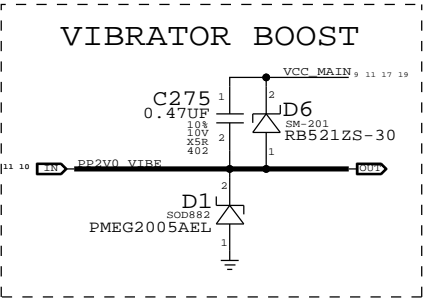 VIBRATOR BOOST
VCC_MAIN 9 11 17 19
C275 1
0.47UF
10%
10V
X5R
402
2
2
D6
SM-201
RB521ZS-30
1
11 10 IN PP2V0_VIBE OUT
2
D1
SOD882
PMEG2005AEL
1